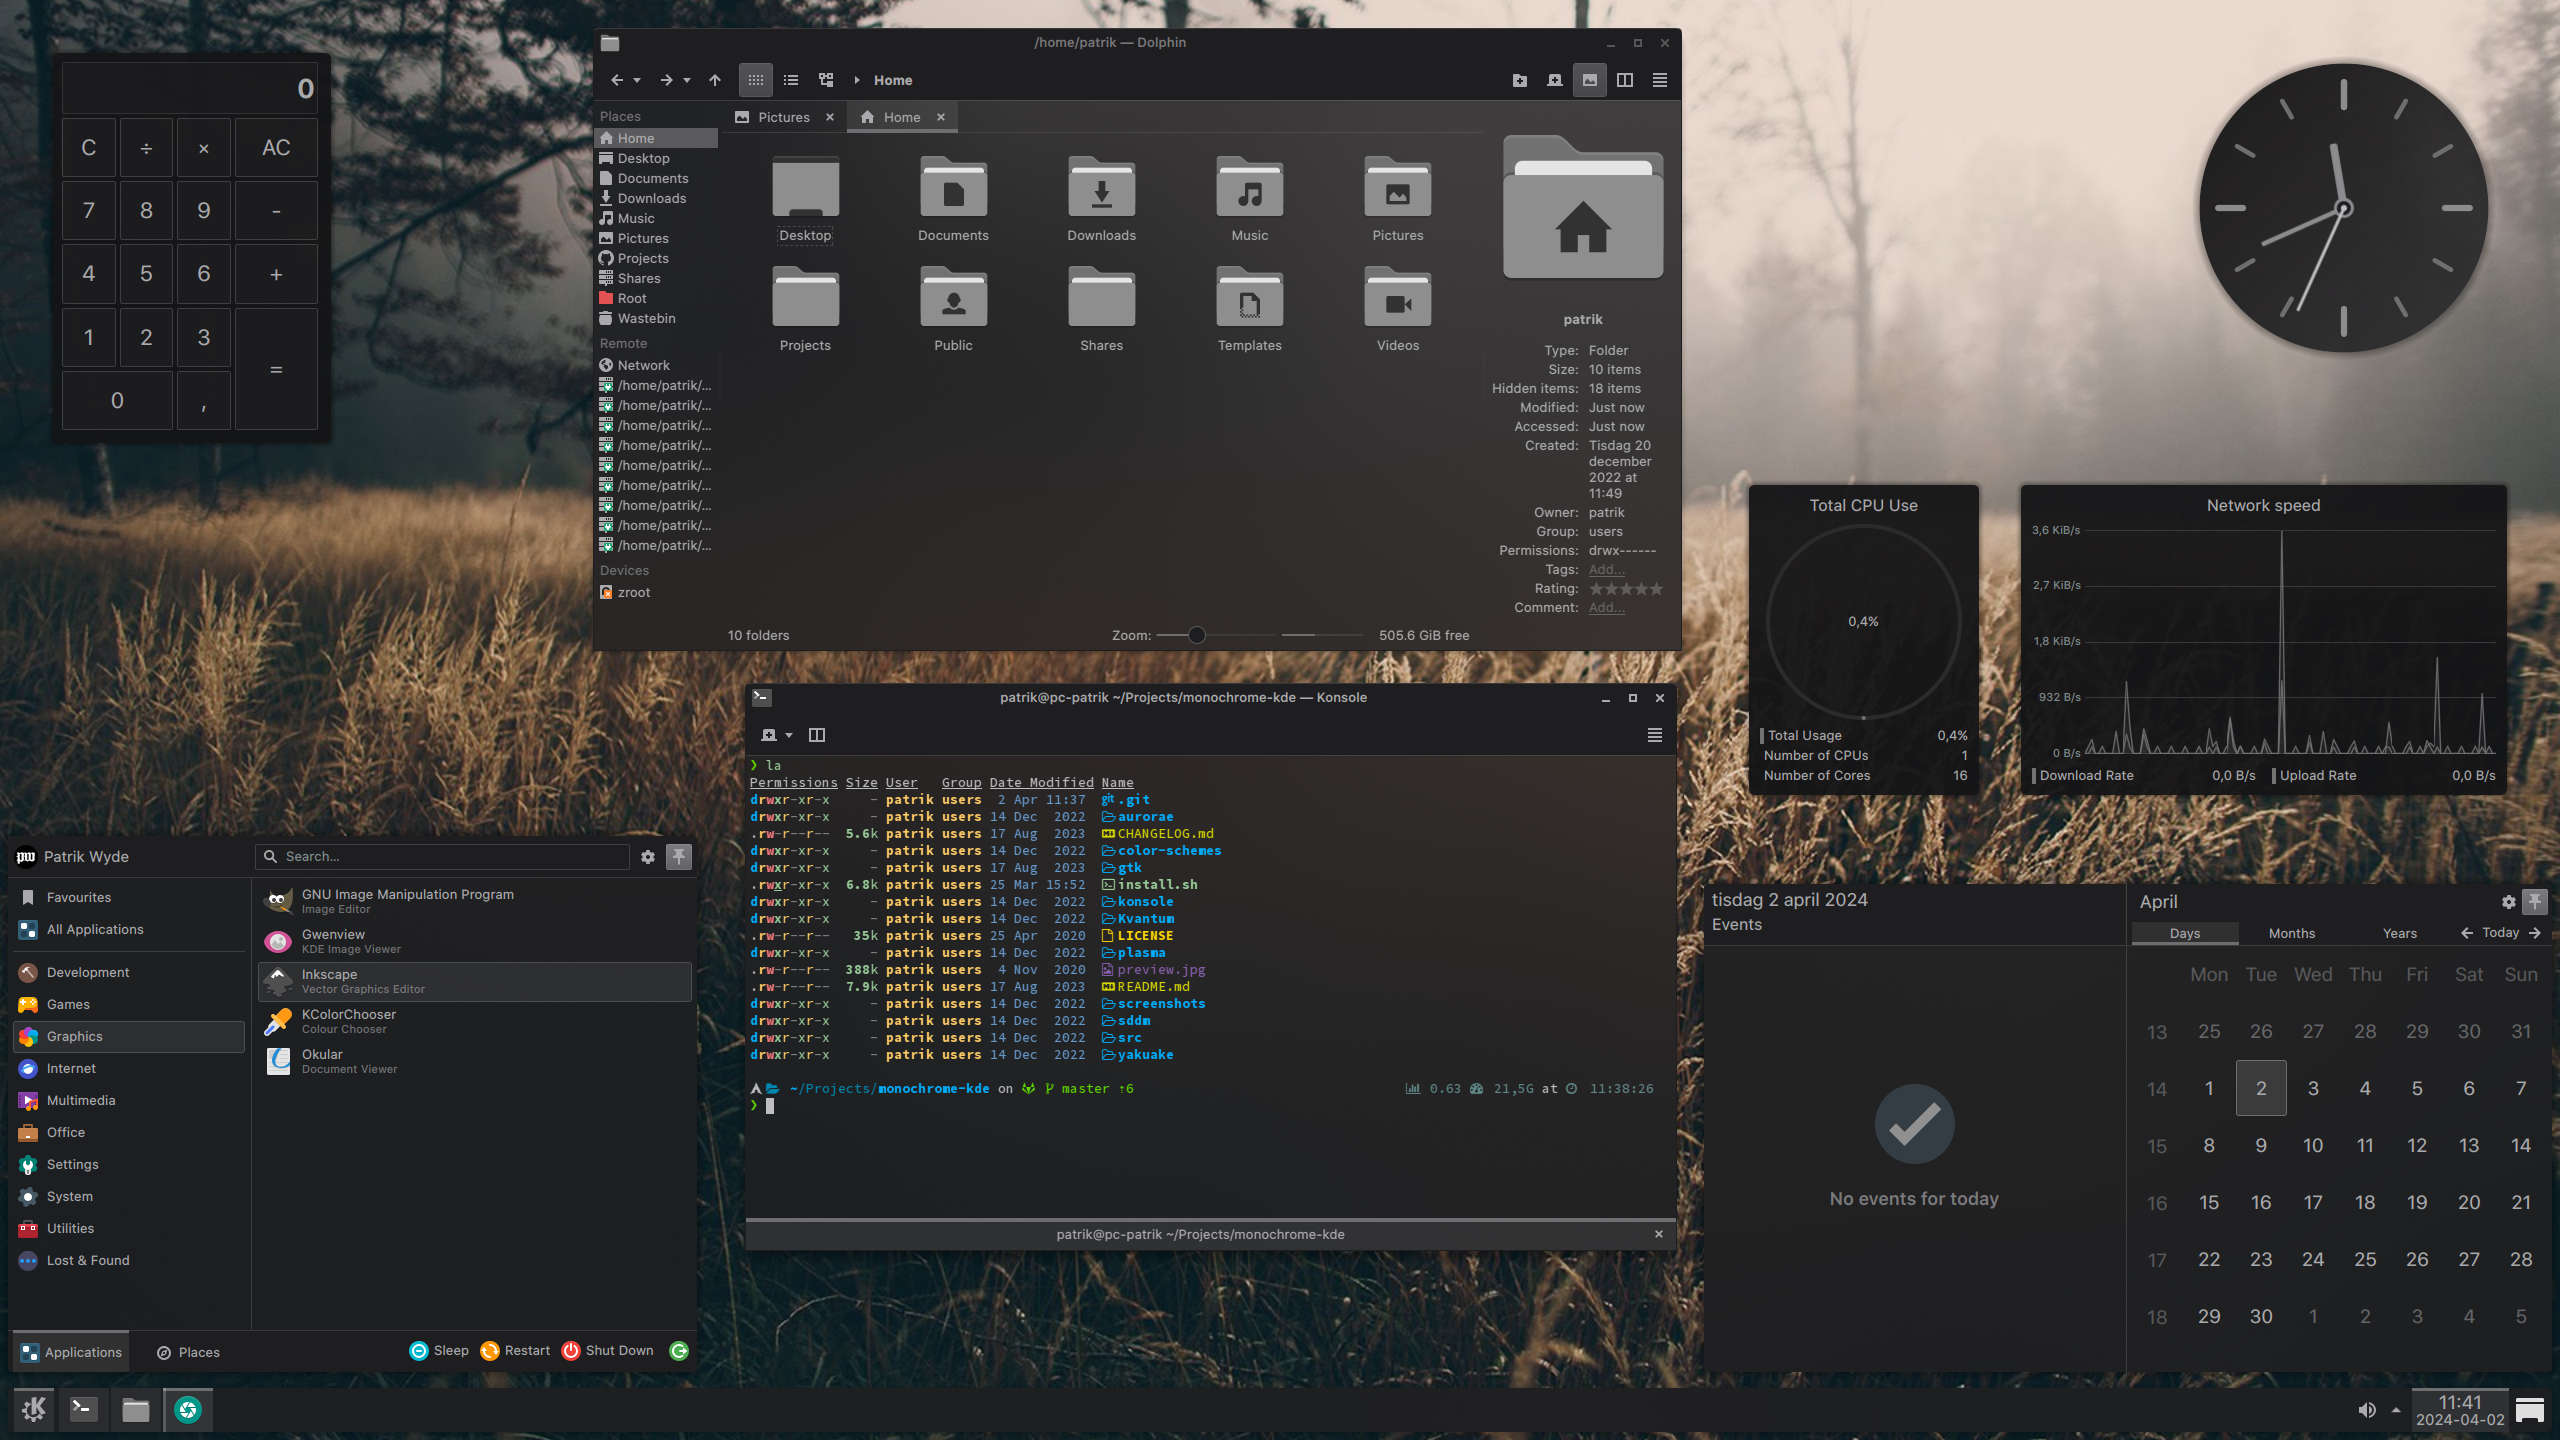 0
C ÷ × AC
7 8 9 -
4 5 6 +
1 2 3 =
0 ,
/home/patrik — Dolphin
Home
Places
Home
Desktop
Documents
Downloads
Music
Pictures
Projects
Shares
Root
Wastebin
Remote
Network
/home/patrik/...
/home/patrik/...
/home/patrik/...
/home/patrik/...
/home/patrik/...
/home/patrik/...
/home/patrik/...
/home/patrik/...
/home/patrik/...
Devices
zroot
Pictures Home
Desktop Documents Downloads Music Pictures
Projects Public Shares Templates Videos
10 folders Zoom: 505.6 GiB free
patrik
Type: Folder
Size: 10 items
Hidden items: 18 items
Modified: Just now
Accessed: Just now
Created: Tisdag 20
december
2022 at
11:49
Owner: patrik
Group: users
Permissions: drwx------
Tags: Add...
Rating:
Comment: Add...
Total CPU Use
0,4%
Total Usage 0,4%
Number of CPUs 1
Number of Cores 16
Network speed
3,6 KiB/s
2,7 KiB/s
1,8 KiB/s
932 B/s
0 B/s
Download Rate 0,0 B/s Upload Rate 0,0 B/s
patrik@pc-patrik ~/Projects/monochrome-kde — Konsole
❯ la
Permissions Size User Group Date Modified Name
drwxr-xr-x - patrik users 2 Apr 11:37 git .git
drwxr-xr-x - patrik users 14 Dec 2022 aurorae
.rw-r--r-- 5.6k patrik users 17 Aug 2023 CHANGELOG.md
drwxr-xr-x - patrik users 14 Dec 2022 color-schemes
drwxr-xr-x - patrik users 17 Aug 2023 gtk
.rwxr-xr-x 6.8k patrik users 25 Mar 15:52 install.sh
drwxr-xr-x - patrik users 14 Dec 2022 konsole
drwxr-xr-x - patrik users 14 Dec 2022 Kvantum
.rw-r--r-- 35k patrik users 25 Apr 2020 LICENSE
drwxr-xr-x - patrik users 14 Dec 2022 plasma
.rw-r--r-- 388k patrik users 4 Nov 2020 preview.jpg
.rw-r--r-- 7.9k patrik users 17 Aug 2023 README.md
drwxr-xr-x - patrik users 14 Dec 2022 screenshots
drwxr-xr-x - patrik users 14 Dec 2022 sddm
drwxr-xr-x - patrik users 14 Dec 2022 src
drwxr-xr-x - patrik users 14 Dec 2022 yakuake
~/Projects/monochrome-kde on master ⇡6 0.63 21,5G at 11:38:26
❯
patrik@pc-patrik ~/Projects/monochrome-kde
pw Patrik Wyde
Search...
Favourites
All Applications
Development
Games
Graphics
Internet
Multimedia
Office
Settings
System
Utilities
Lost & Found
GNU Image Manipulation Program
Image Editor
Gwenview
KDE Image Viewer
Inkscape
Vector Graphics Editor
KColorChooser
Colour Chooser
Okular
Document Viewer
Applications Places Sleep Restart Shut Down
tisdag 2 april 2024
Events
No events for today
April
Days Months Years Today
Mon Tue Wed Thu Fri Sat Sun
13 25 26 27 28 29 30 31
14 1 2 3 4 5 6 7
15 8 9 10 11 12 13 14
16 15 16 17 18 19 20 21
17 22 23 24 25 26 27 28
18 29 30 1 2 3 4 5
11:41
2024-04-02